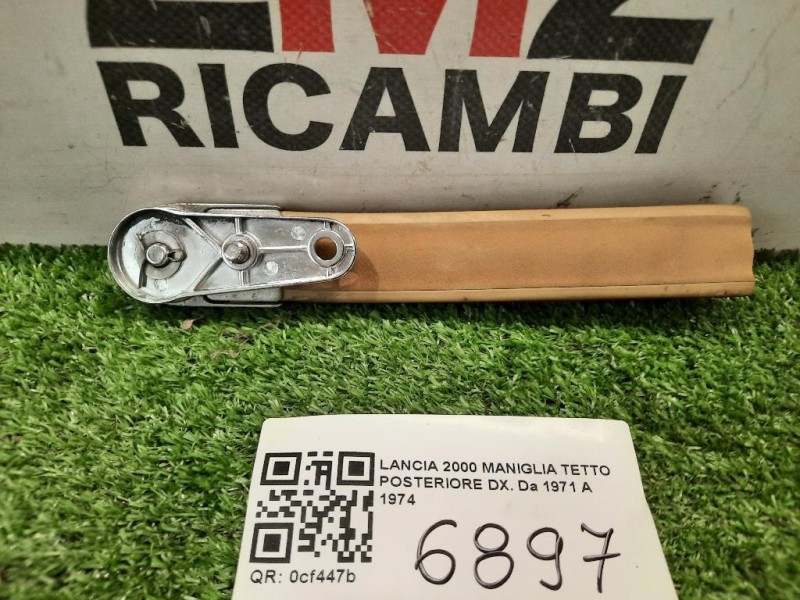 RICAMBI
LANCIA 2000 MANIGLIA TETTO
POSTERIORE DX. Da 1971 A
1974
6897
QR: 0cf447b